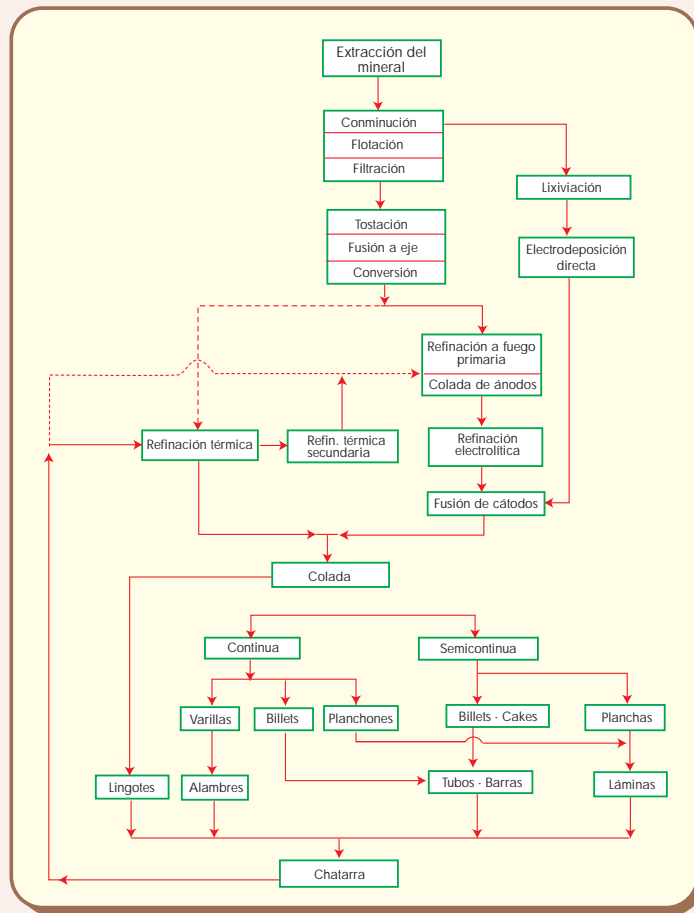 Extracción del
mineral
Conminución
Flotación
Filtración
Lixiviación
Tostación
Fusión a eje
Conversión
Electrodeposición
directa
Refinación a fuego
primaria
Colada de ánodos
Refinación térmica
Refin. térmica
secundaria
Refinación
electrolítica
Fusión de cátodos
Colada
Continua
Semicontinua
Varillas
Billets
Planchones
Billets - Cakes
Planchas
Lingotes
Alambres
Tubos - Barras
Láminas
Chatarra